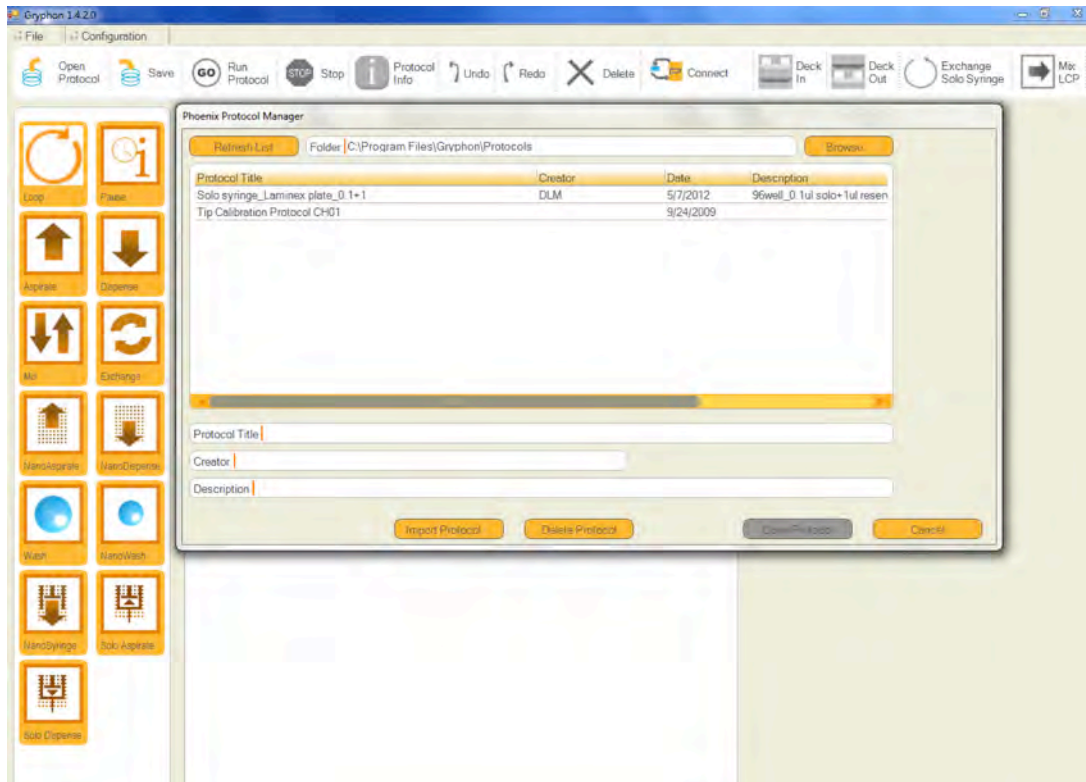 Gryphon 1.4.2.0
File Configuration
Open Protocol Save GO Run Protocol STOP Stop i Protocol Info Undo Redo Delete Connect Deck In Deck Out Exchange Solo Syringe Mix LCP
Phoenix Protocol Manager
Refresh List Folder C:\Program Files\Gryphon\Protocols Browse
Protocol Title Creator Date Description
Solo syringe_Laminex plate_0.1+1 DLM 5/7/2012 96well_0.1ul solo+1ul reserv
Tip Calibration Protocol CH01 9/24/2009
Protocol Title
Creator
Description
Import Protocol Delete Protocol Cancel
Loop Pause
Aspirate Dispense
Mix Exchange
NanoAspirate NanoDispense
Wash NanoWash
NanoSyringe Solo Aspirate
Solo Dispense